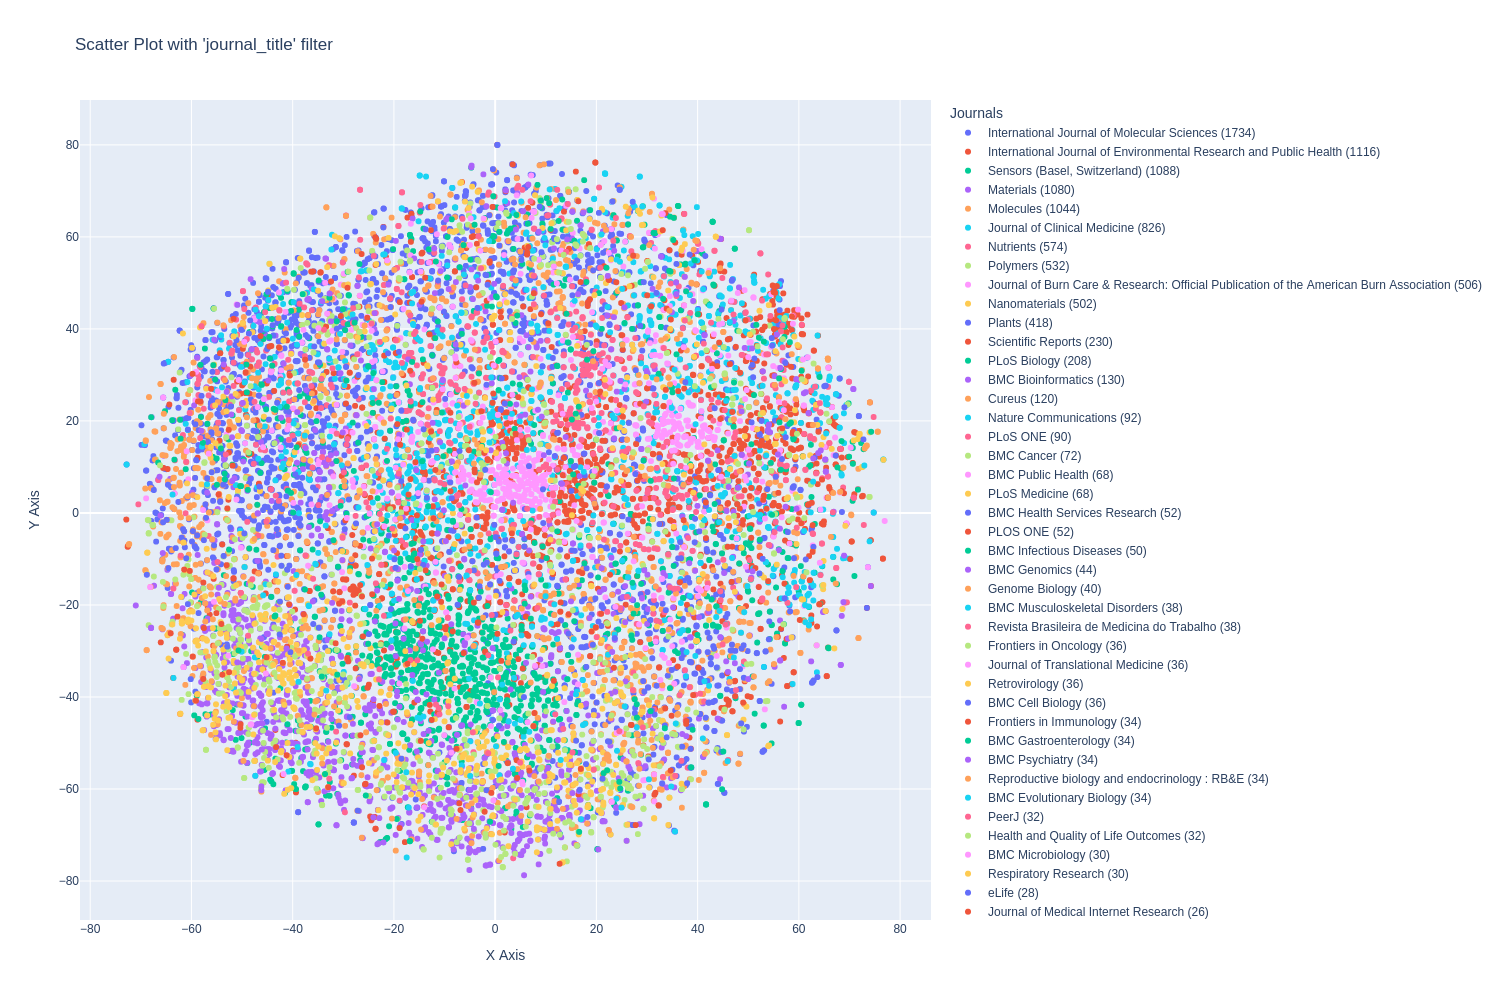 Scatter Plot with 'journal_title' filter
Journals
International Journal of Molecular Sciences (1734)
International Journal of Environmental Research and Public Health (1116)
Sensors (Basel, Switzerland) (1088)
Materials (1080)
Molecules (1044)
Journal of Clinical Medicine (826)
Nutrients (574)
Polymers (532)
Journal of Burn Care & Research: Official Publication of the American Burn Association (506)
Nanomaterials (502)
Plants (418)
Scientific Reports (230)
PLoS Biology (208)
BMC Bioinformatics (130)
Cureus (120)
Nature Communications (92)
PLoS ONE (90)
BMC Cancer (72)
BMC Public Health (68)
PLoS Medicine (68)
BMC Health Services Research (52)
PLOS ONE (52)
BMC Infectious Diseases (50)
BMC Genomics (44)
Genome Biology (40)
BMC Musculoskeletal Disorders (38)
Revista Brasileira de Medicina do Trabalho (38)
Frontiers in Oncology (36)
Journal of Translational Medicine (36)
Retrovirology (36)
BMC Cell Biology (36)
Frontiers in Immunology (34)
BMC Gastroenterology (34)
BMC Psychiatry (34)
Reproductive biology and endocrinology : RB&E (34)
BMC Evolutionary Biology (34)
PeerJ (32)
Health and Quality of Life Outcomes (32)
BMC Microbiology (30)
Respiratory Research (30)
eLife (28)
Journal of Medical Internet Research (26)
80
60
40
20
0
−20
−40
−60
−80
Y Axis
−80 −60 −40 −20 0 20 40 60 80
X Axis